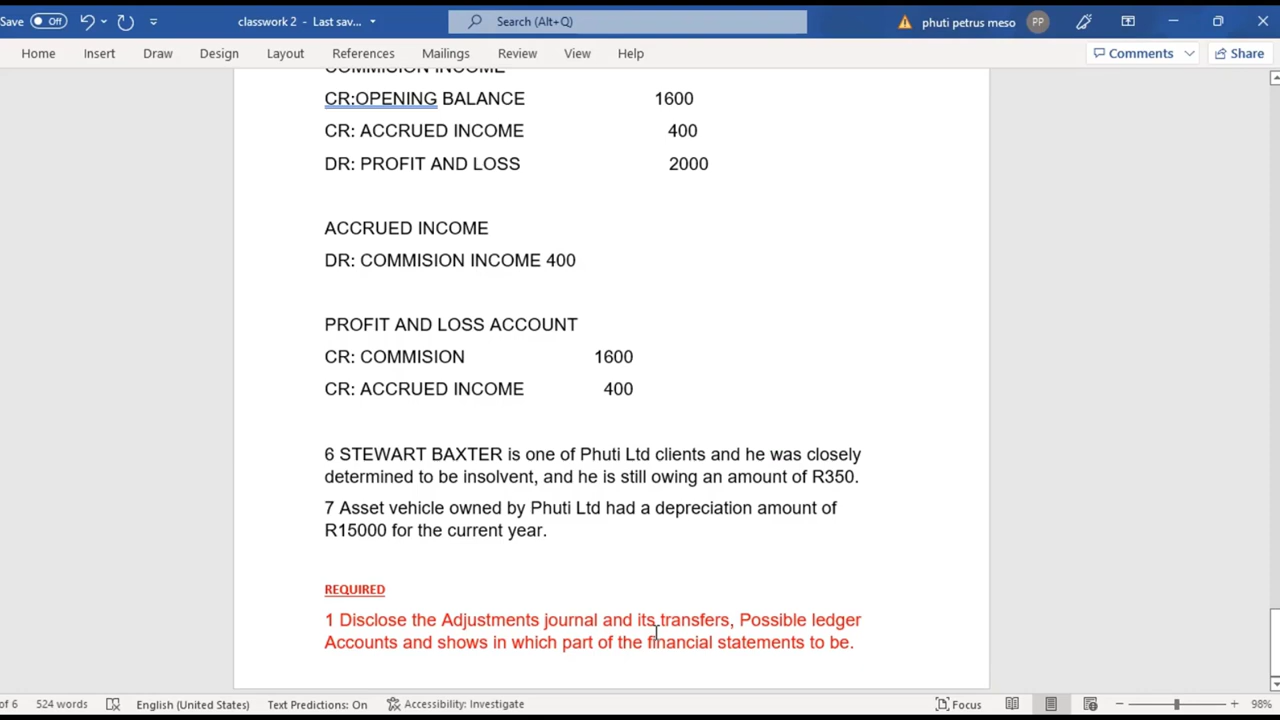 Save Off classwork 2 - Last sav... Search (Alt+Q) phuti petrus meso PP
Home Insert Draw Design Layout References Mailings Review View Help Comments Share
COMMISION INCOME
CR:OPENING BALANCE 1600
CR: ACCRUED INCOME 400
DR: PROFIT AND LOSS 2000
ACCRUED INCOME
DR: COMMISION INCOME 400
PROFIT AND LOSS ACCOUNT
CR: COMMISION 1600
CR: ACCRUED INCOME 400
6 STEWART BAXTER is one of Phuti Ltd clients and he was closely
determined to be insolvent, and he is still owing an amount of R350.
7 Asset vehicle owned by Phuti Ltd had a depreciation amount of
R15000 for the current year.
REQUIRED
1 Disclose the Adjustments journal and its transfers, Possible ledger
Accounts and shows in which part of the financial statements to be.
of 6 524 words English (United States) Text Predictions: On Accessibility: Investigate Focus 98%